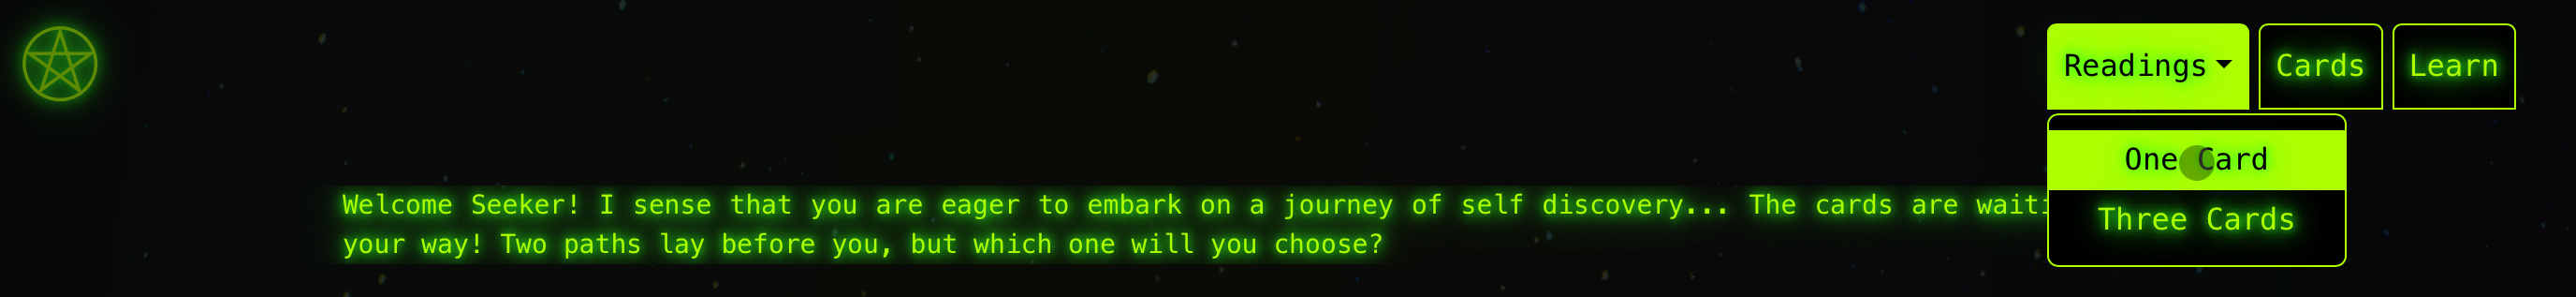 Readings Cards Learn
One Card
Welcome Seeker! I sense that you are eager to embark on a journey of self discovery... The cards are
Three Cards
your way! Two paths lay before you, but which one will you choose?